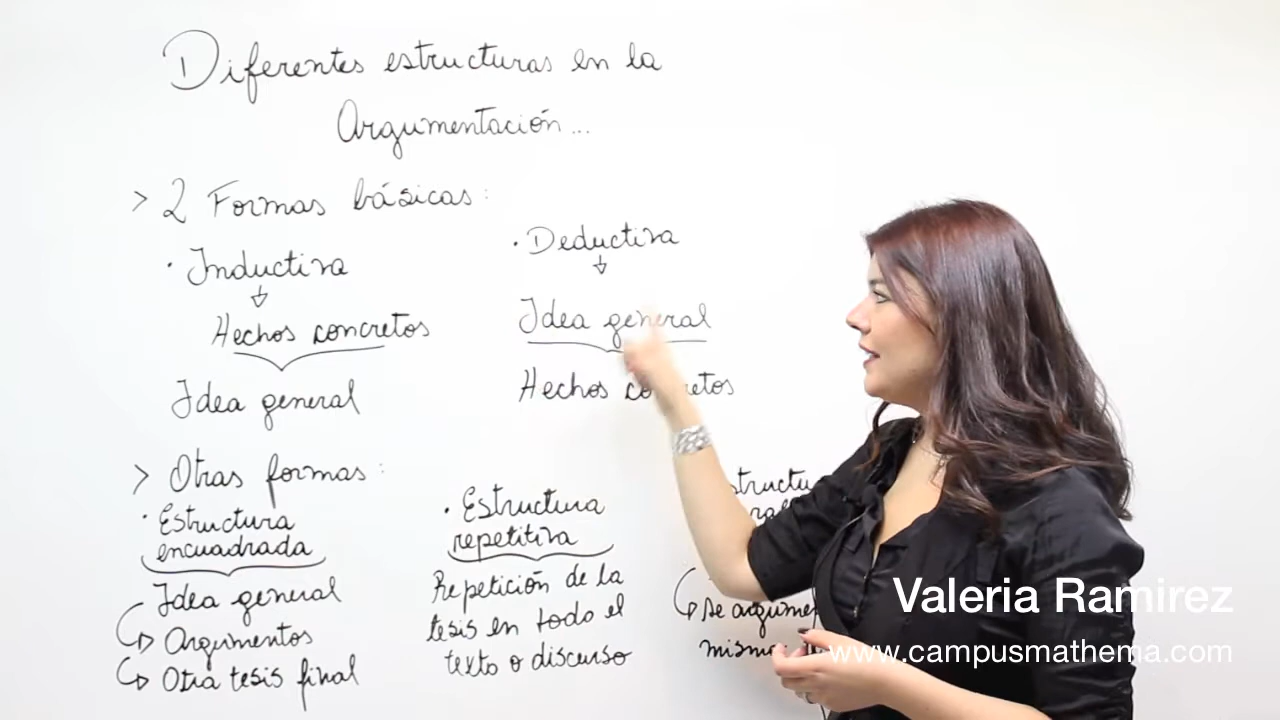 Diferentes estructuras en la
Argumentación...
> 2 Formas básicas:
· Inductiva
Hechos concretos
Idea general
· Deductiva
Idea general
Hechos concretos
> Otras formas:
· Estructura
encuadrada
Idea general
Argumentos
Otra tesis final
· Estructura
repetitiva
Repetición de la
tesis en todo el
texto o discurso
se
Valeria Ramirez
www.campusmathema.com